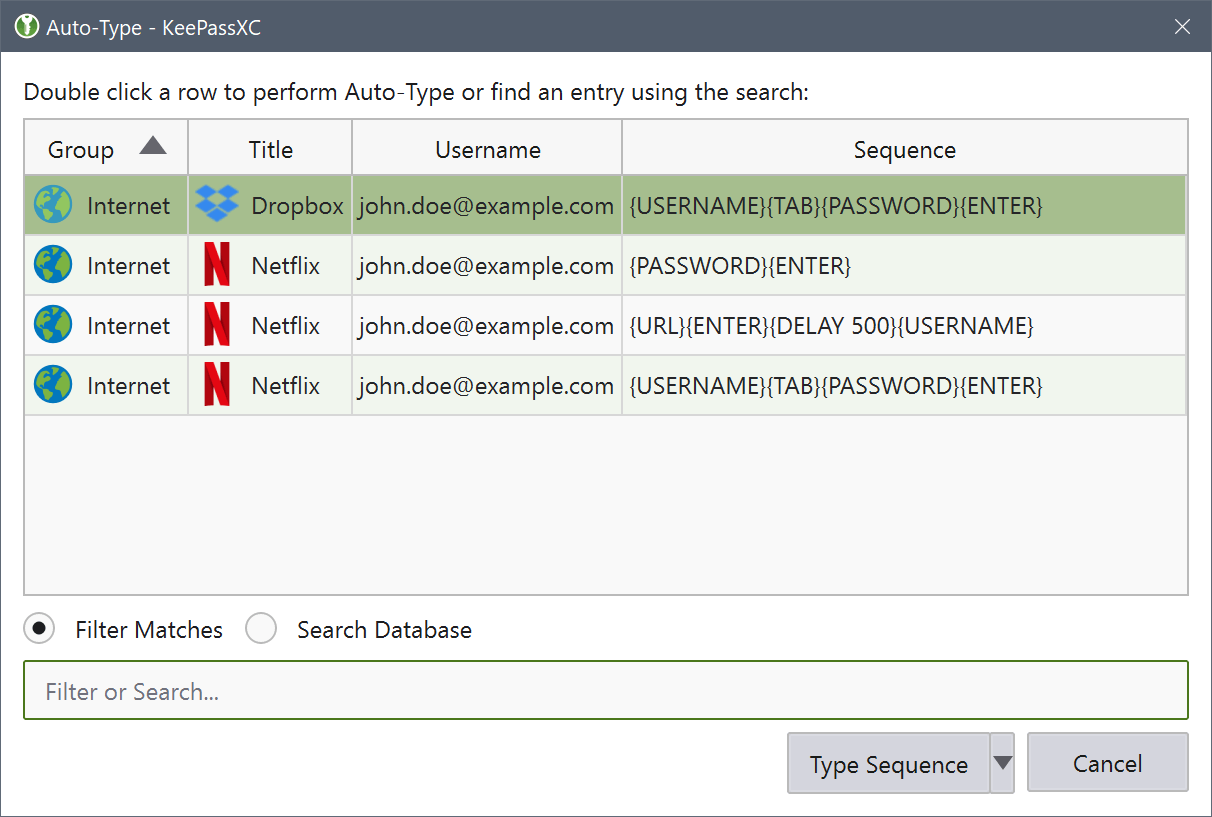 Auto-Type - KeePassXC
Double click a row to perform Auto-Type or find an entry using the search:
Group Title Username Sequence
Internet Dropbox john.doe@example.com {USERNAME}{TAB}{PASSWORD}{ENTER}
Internet Netflix john.doe@example.com {PASSWORD}{ENTER}
Internet Netflix john.doe@example.com {URL}{ENTER}{DELAY 500}{USERNAME}
Internet Netflix john.doe@example.com {USERNAME}{TAB}{PASSWORD}{ENTER}
Filter Matches Search Database
Filter or Search...
Type Sequence Cancel